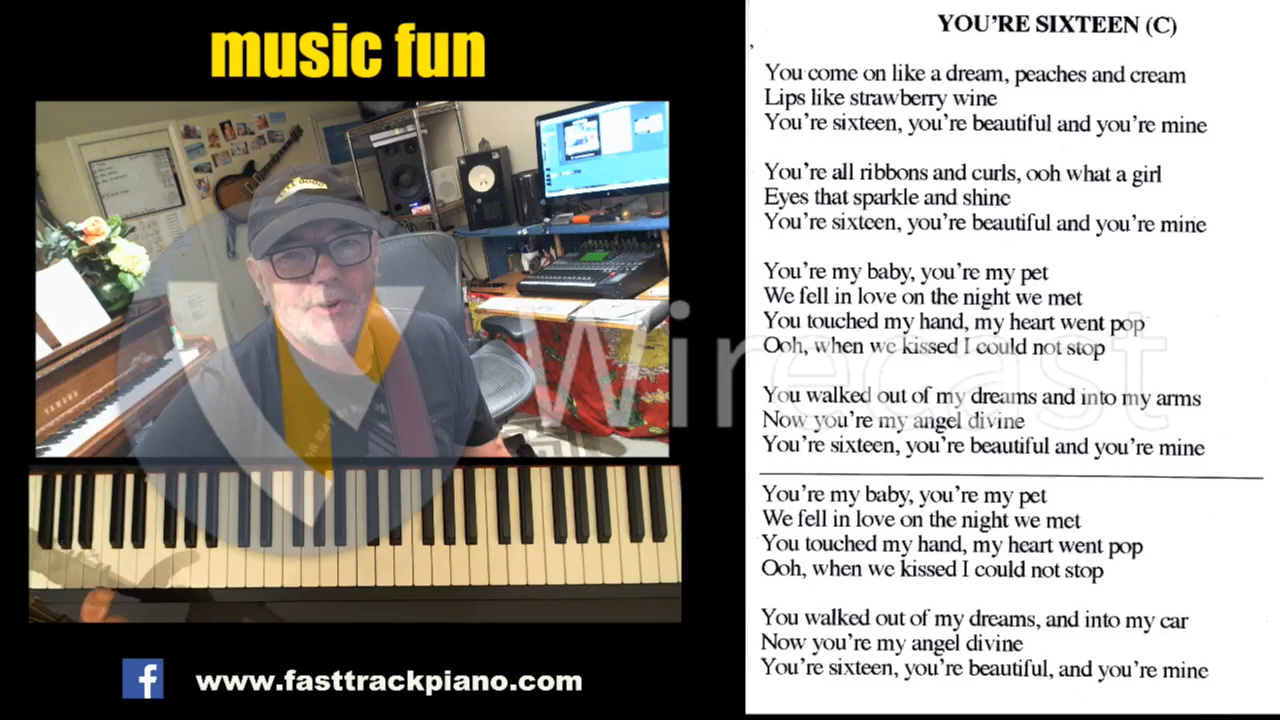 music fun
YAMAHA
Wirecast
f www.fasttrackpiano.com
YOU'RE SIXTEEN (C)
You come on like a dream, peaches and cream
Lips like strawberry wine
You're sixteen, you're beautiful and you're mine
You're all ribbons and curls, ooh what a girl
Eyes that sparkle and shine
You're sixteen, you're beautiful and you're mine
You're my baby, you're my pet
We fell in love on the night we met
You touched my hand, my heart went pop
Ooh, when we kissed I could not stop
You walked out of my dreams and into my arms
Now you're my angel divine
You're sixteen, you're beautiful and you're mine
You're my baby, you're my pet
We fell in love on the night we met
You touched my hand, my heart went pop
Ooh, when we kissed I could not stop
You walked out of my dreams, and into my car
Now you're my angel divine
You're sixteen, you're beautiful, and you're mine